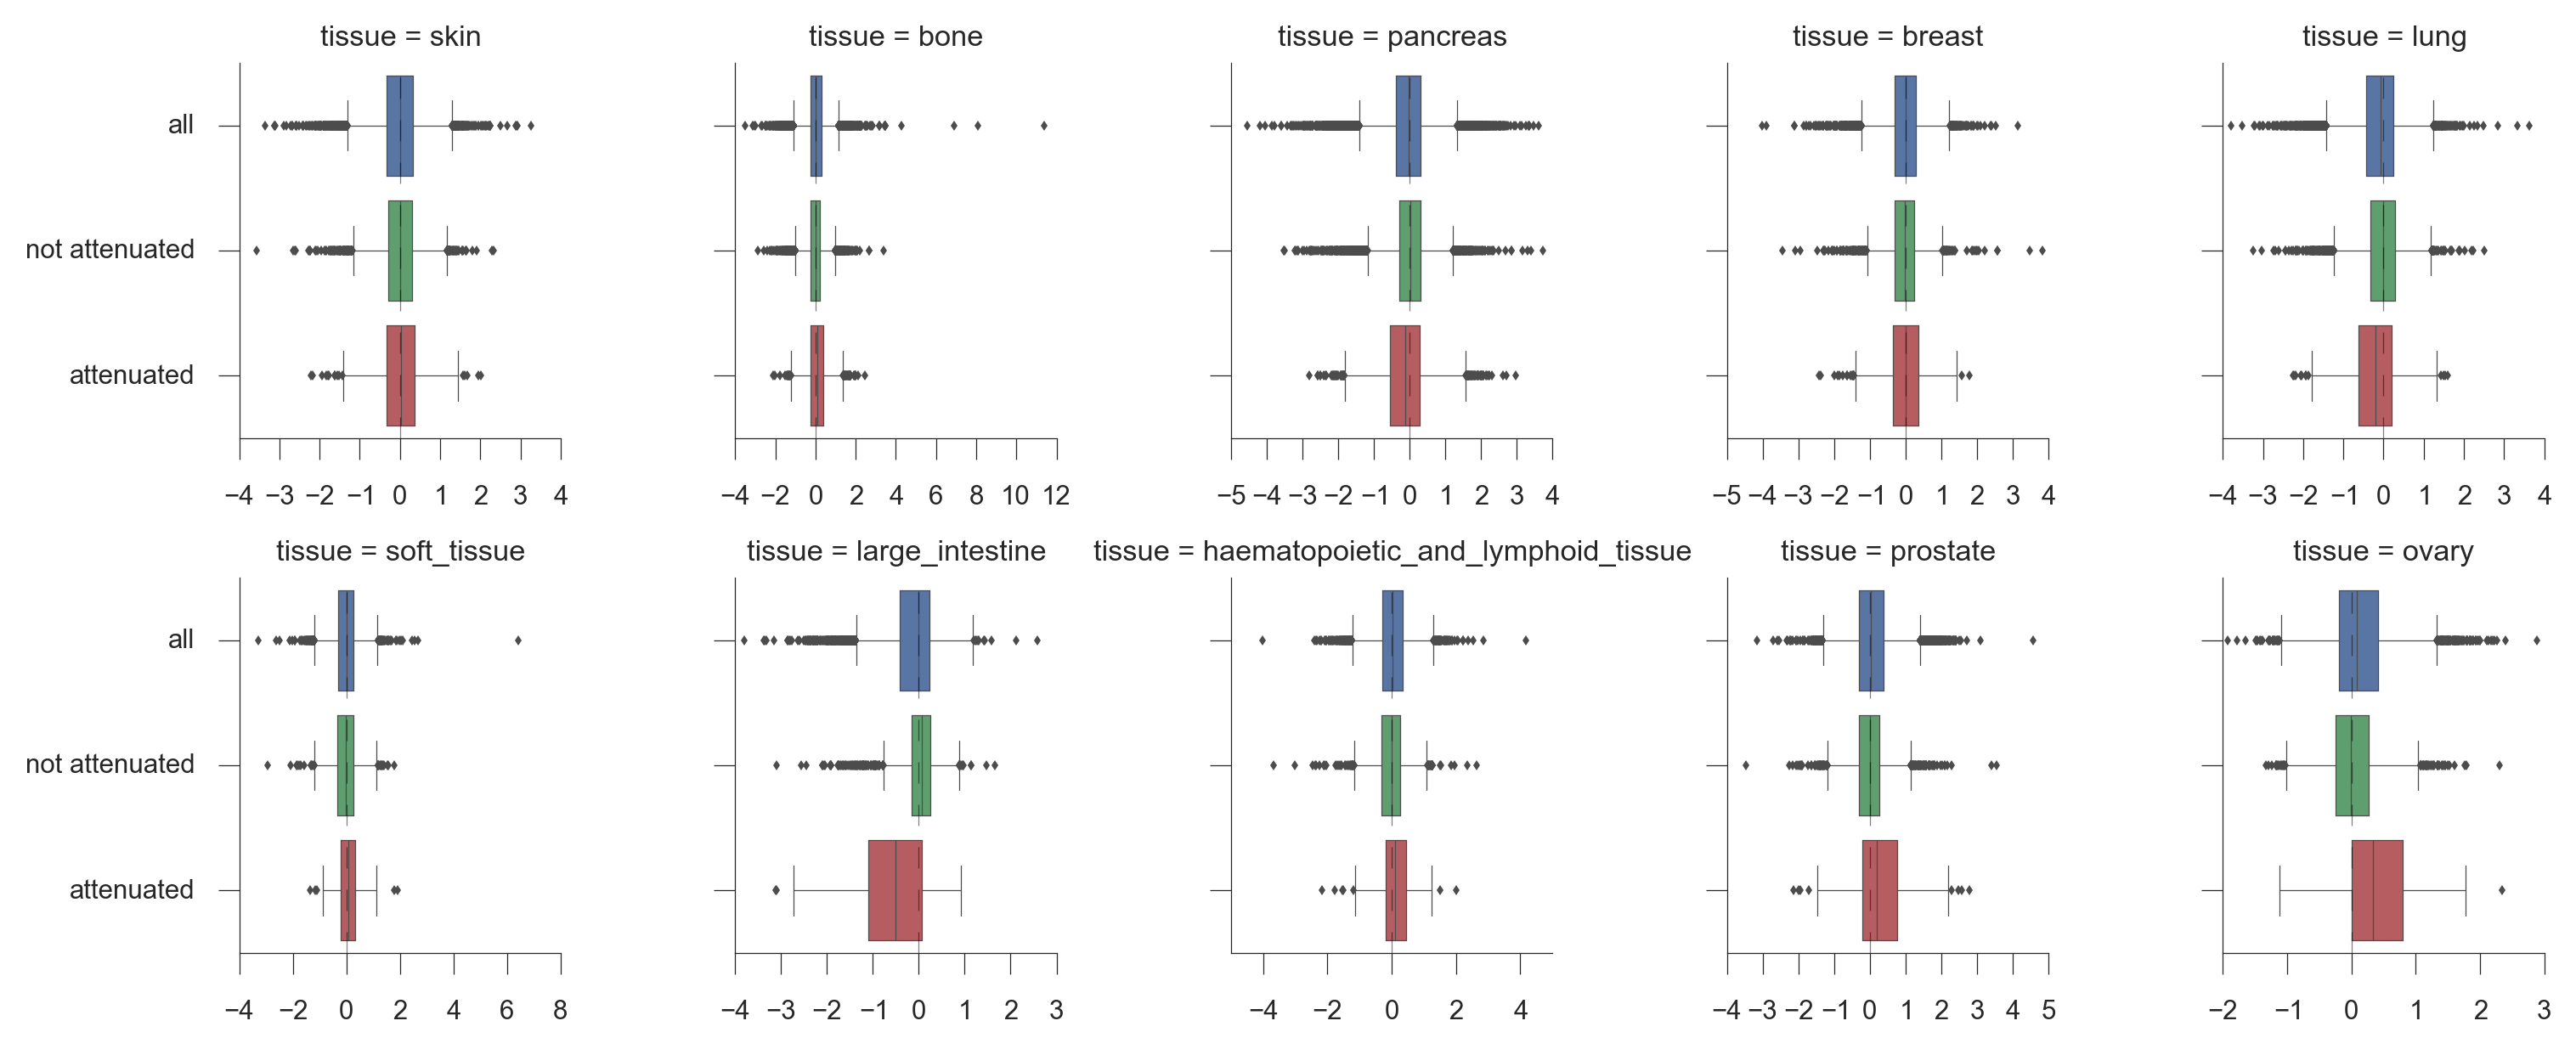 tissue = skin
tissue = bone
tissue = pancreas
tissue = breast
tissue = lung
all
not attenuated
attenuated
−4 −3 −2 −1 0 1 2 3 4
−4 −2 0 2 4 6 8 10 12
−5 −4 −3 −2 −1 0 1 2 3 4
−5 −4 −3 −2 −1 0 1 2 3 4
−4 −3 −2 −1 0 1 2 3 4
tissue = soft_tissue
tissue = large_intestine
tissue = haematopoietic_and_lymphoid_tissue
tissue = prostate
tissue = ovary
all
not attenuated
attenuated
−4 −2 0 2 4 6 8
−4 −3 −2 −1 0 1 2 3
−4 −2 0 2 4
−4 −3 −2 −1 0 1 2 3 4 5
−2 −1 0 1 2 3